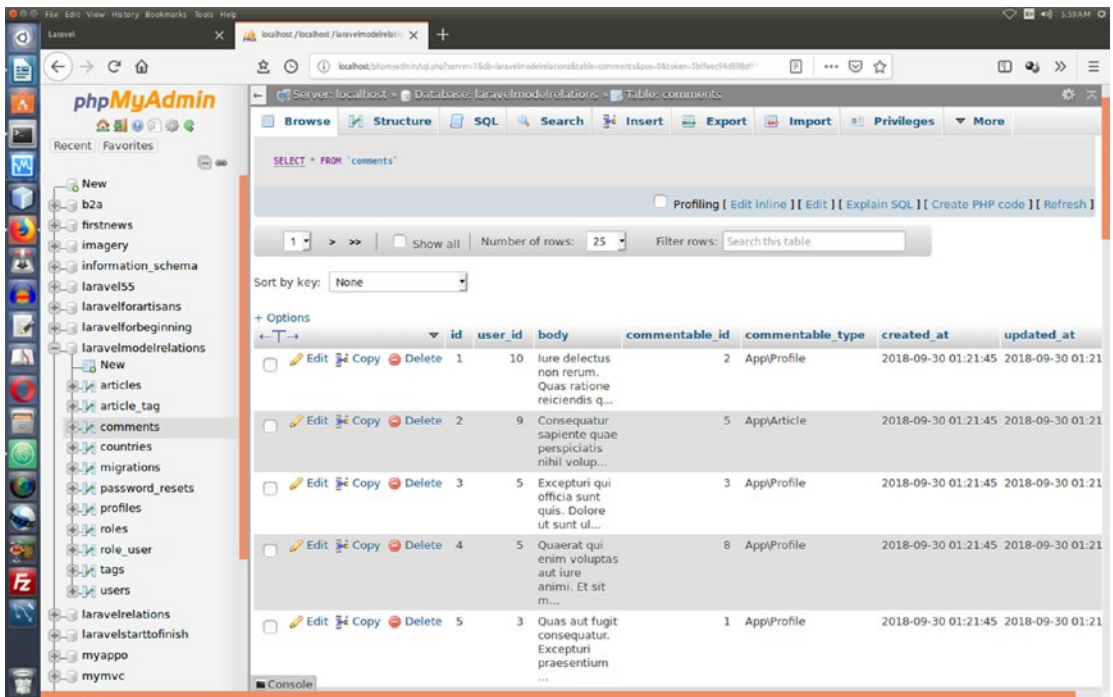 File Edit View History Bookmarks Tools Help
5:59AM
Laravel
localhost / localhost / laravelmodelrelatio
phpMyAdmin
Recent Favorites
New
b2a
firstnews
imagery
information_schema
laravel55
laravelforartisans
laravelforbeginning
laravelmodelrelations
New
articles
article_tag
comments
countries
migrations
password_resets
profiles
roles
role_user
tags
users
laravelrelations
laravelstarttofinish
myappo
mymvc
Server: localhost » Database: laravelmodelrelations » Table: comments
Browse Structure SQL Search Insert Export Import Privileges More
SELECT * FROM `comments`
Profiling [ Edit inline ] [ Edit ] [ Explain SQL ] [ Create PHP code ] [ Refresh ]
1 > >> Show all Number of rows: 25 Filter rows: Search this table
Sort by key: None
+ Options
←T→ id user_id body commentable_id commentable_type created_at updated_at
Edit Copy Delete 1 10 Iure delectus 2 App\Profile 2018-09-30 01:21:45 2018-09-30 01:21
non rerum.
Quas ratione
reiciendis q...
Edit Copy Delete 2 9 Consequatur 5 App\Article 2018-09-30 01:21:45 2018-09-30 01:21
sapiente quae
perspiciatis
nihil volup...
Edit Copy Delete 3 5 Excepturi qui 3 App\Profile 2018-09-30 01:21:45 2018-09-30 01:21
officia sunt
quis. Dolore
ut sunt ul...
Edit Copy Delete 4 5 Quaerat qui 8 App\Profile 2018-09-30 01:21:45 2018-09-30 01:21
enim voluptas
aut iure
animi. Et sit
m...
Edit Copy Delete 5 3 Quas aut fugit 1 App\Profile 2018-09-30 01:21:45 2018-09-30 01:21
consequatur.
Excepturi
praesentium
...
Console